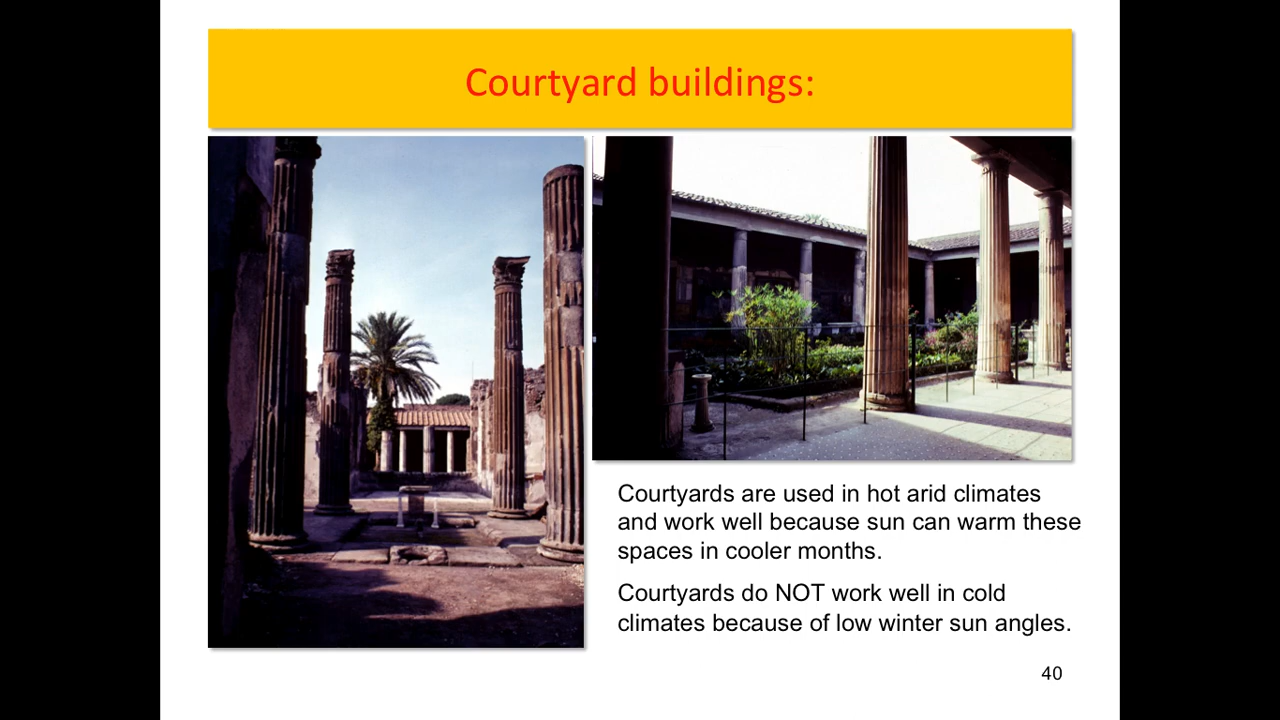 Courtyard buildings:
Courtyards are used in hot arid climates
and work well because sun can warm these
spaces in cooler months.
Courtyards do NOT work well in cold
climates because of low winter sun angles.
40